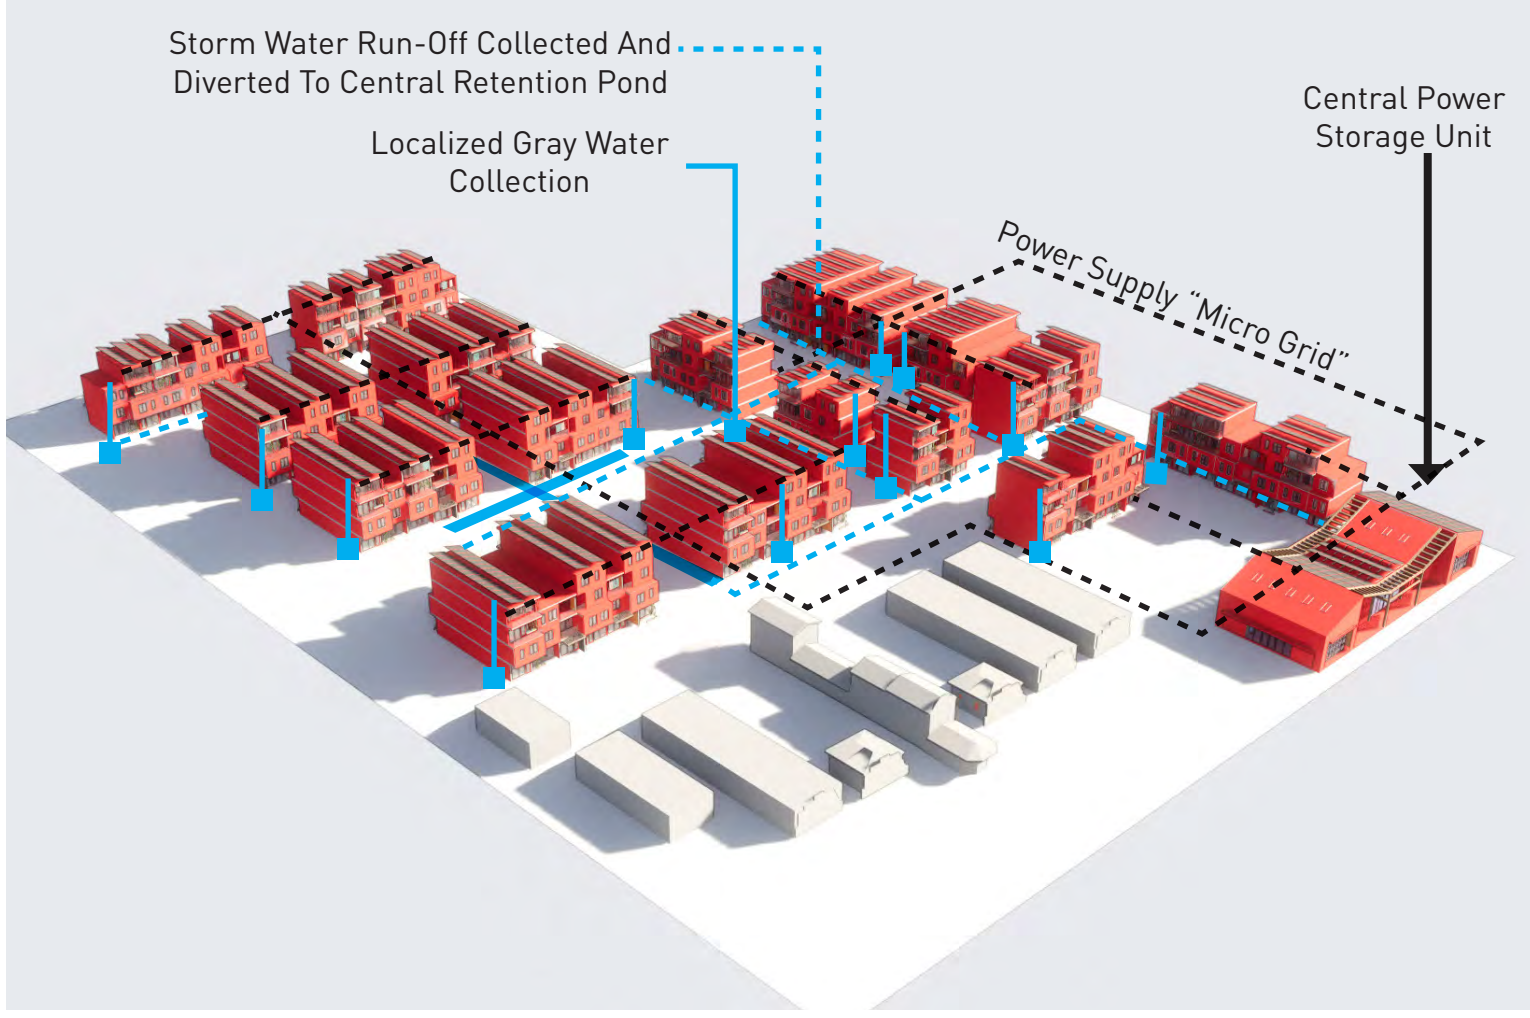 Storm Water Run-Off Collected And
Diverted To Central Retention Pond
Localized Gray Water
Collection
Central Power
Storage Unit
Power Supply “Micro Grid”